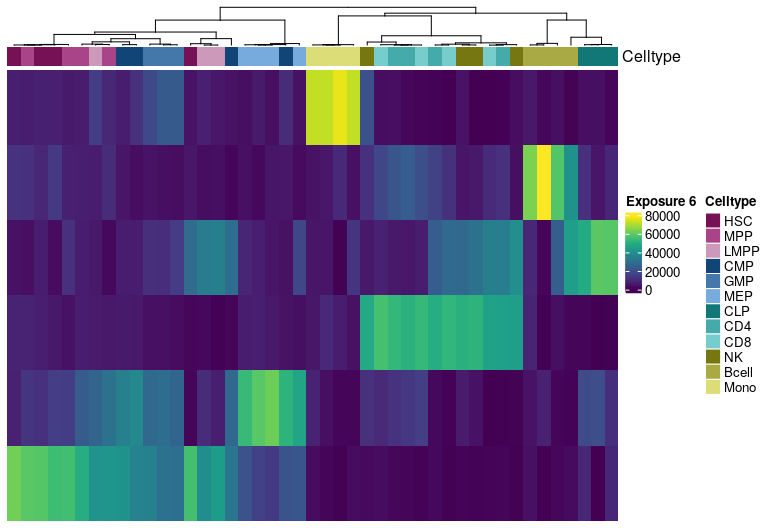 Celltype
Exposure 6
80000
60000
40000
20000
0
Celltype
HSC
MPP
LMPP
CMP
GMP
MEP
CLP
CD4
CD8
NK
Bcell
Mono